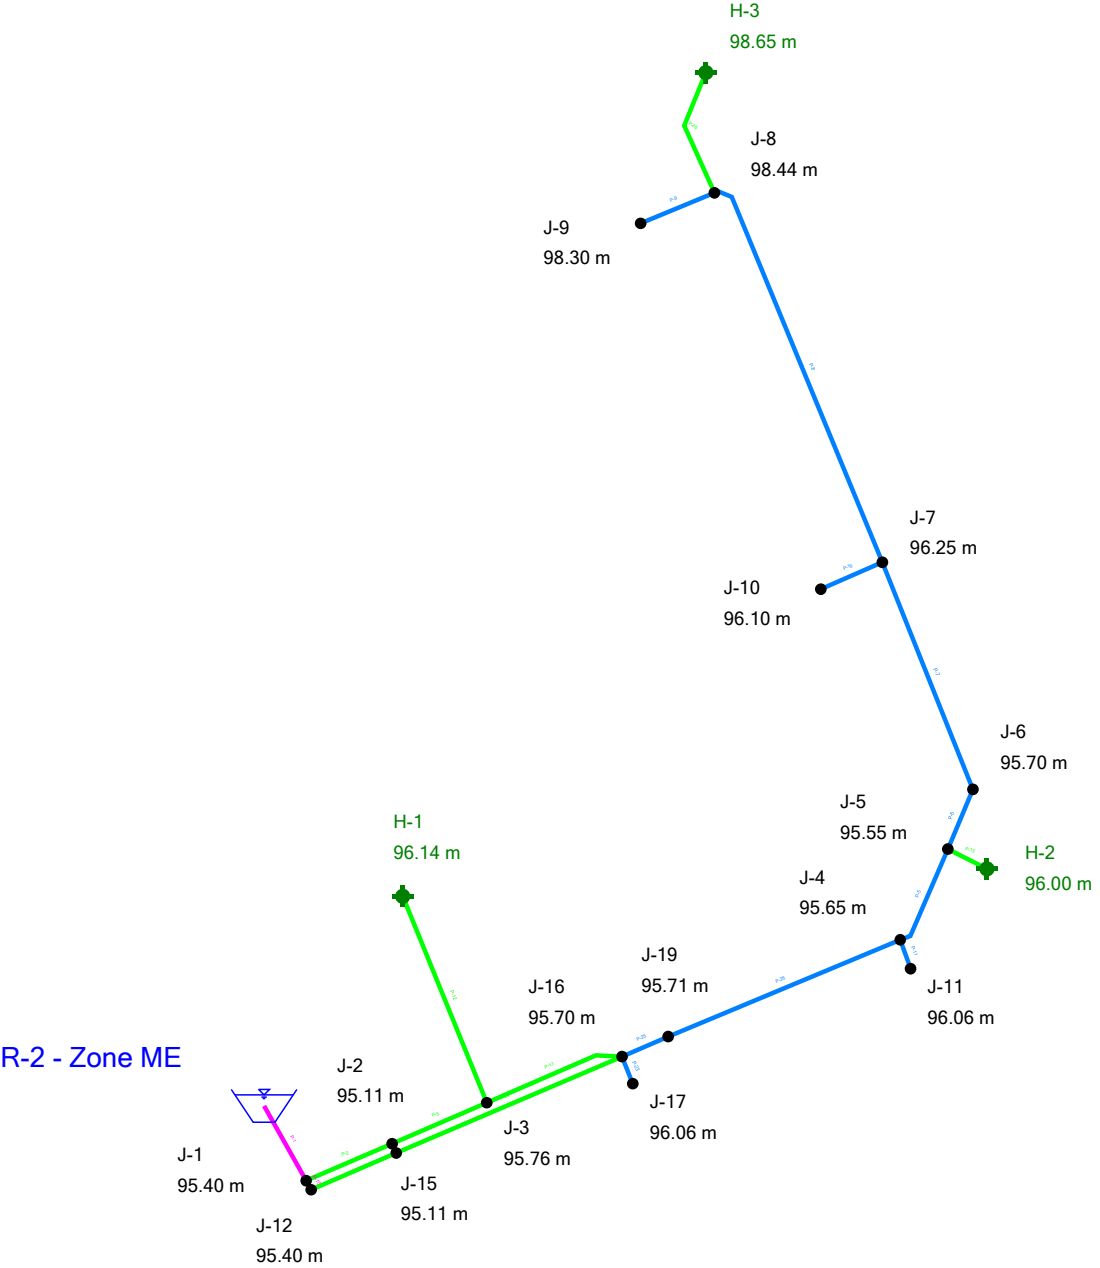 H-3
98.65 m
J-8
98.44 m
J-9
98.30 m
J-7
96.25 m
J-10
96.10 m
J-6
95.70 m
J-5
95.55 m
H-1
96.14 m
H-2
96.00 m
J-4
95.65 m
J-19
95.71 m
J-16
95.70 m
J-11
96.06 m
R-2 - Zone ME
J-2
95.11 m
J-17
96.06 m
J-3
95.76 m
J-1
95.40 m
J-15
95.11 m
J-12
95.40 m